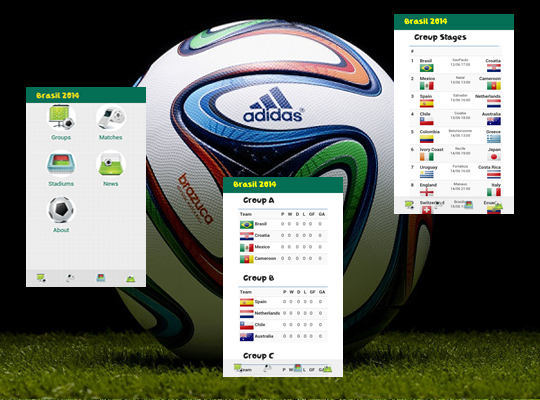 Brasil 2014
Groups
Matches
Stadiums
News
About
adidas
brazuca
Brasil 2014
Group A
Team P W D L GF GA
Brasil 0 0 0 0 0 0
Croatia 0 0 0 0 0 0
Mexico 0 0 0 0 0 0
Cameroon 0 0 0 0 0 0
Group B
Team P W D L GF GA
Spain 0 0 0 0 0 0
Netherlands 0 0 0 0 0 0
Chile 0 0 0 0 0 0
Australia 0 0 0 0 0 0
Group C
Team P W D L GF GA
Brasil 2014
Group Stages
#
1 Brasil SaoPaulo Croatia
12/06 17:00
2 Mexico Natal Cameroon
13/06 13:00
3 Spain Salvador Netherlands
13/06 16:00
4 Chile Cuiaba Australia
13/06 18:00
5 Colombia Belohorizonte Greece
14/06 13:00
6 Ivory Coast Recife Japan
14/06 19:00
7 Uruguay Fortaleza Costa Rica
14/06 16:00
8 England Manaus Italy
14/06 21:00
Switzerland Brasilia Ecuador